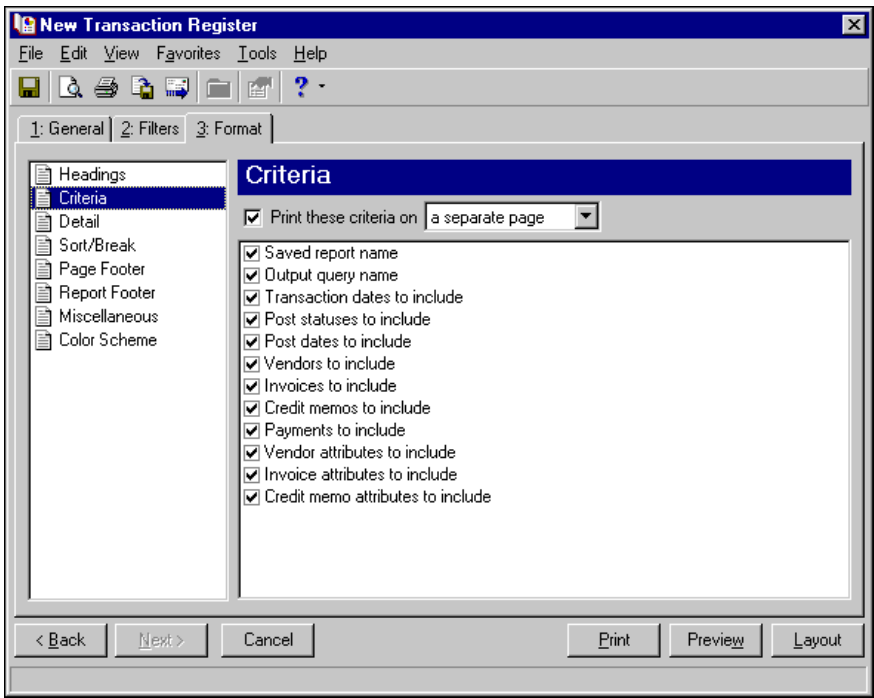 New Transaction Register
File Edit View Favorites Tools Help
?
1: General 2: Filters 3: Format
Headings
Criteria
Detail
Sort/Break
Page Footer
Report Footer
Miscellaneous
Color Scheme
Criteria
Print these criteria on a separate page
Saved report name
Output query name
Transaction dates to include
Post statuses to include
Post dates to include
Vendors to include
Invoices to include
Credit memos to include
Payments to include
Vendor attributes to include
Invoice attributes to include
Credit memo attributes to include
< Back Next > Cancel Print Preview Layout